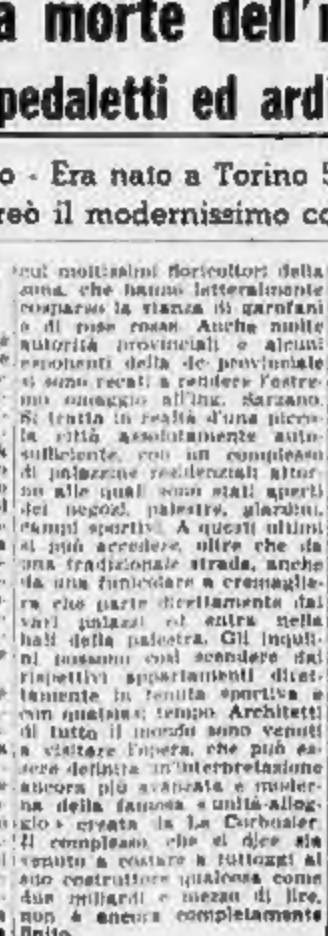 a morte dell'
pedaletti ed ard
o - Era nato a Torino 5
reò il modernissimo co
cui moltissimi floricultori della
zona, che hanno letteralmente
cosparso la stanza di garofani
e di rose rosse. Anche molte
autorità provinciali e alcuni
esponenti della dc provinciale
si sono recati a rendere l'estre-
mo omaggio all'ing. Sarzano.
Si tratta in realtà d'una picco-
la città assolutamente auto-
sufficiente, con un complesso
di palazzine residenziali attor-
no alle quali sono stati aperti
dei negozi, palestre, giardini,
campi sportivi. A questi ultimi
si può accedere, oltre che da
una tradizionale strada, anche
da una funicolare a cremaglie-
ra che parte direttamente dai
vari palazzi ed entra nella
hall della palestra. Gli inquili-
ni possono così scendere dai
rispettivi appartamenti diret-
tamente in tenuta sportiva e
con qualsiasi tempo. Architetti
di tutto il mondo sono venuti
a visitare l'opera, che può es-
sere definita un'interpretazione
ancora più avanzata e moder-
na della famosa « unità-allog-
gio » creata da Le Corbusier.
Il complesso, che si dice sia
venuto a costare a tuttoggi al
suo costruttore qualcosa come
due miliardi e mezzo di lire,
non è ancora completamente
finito.